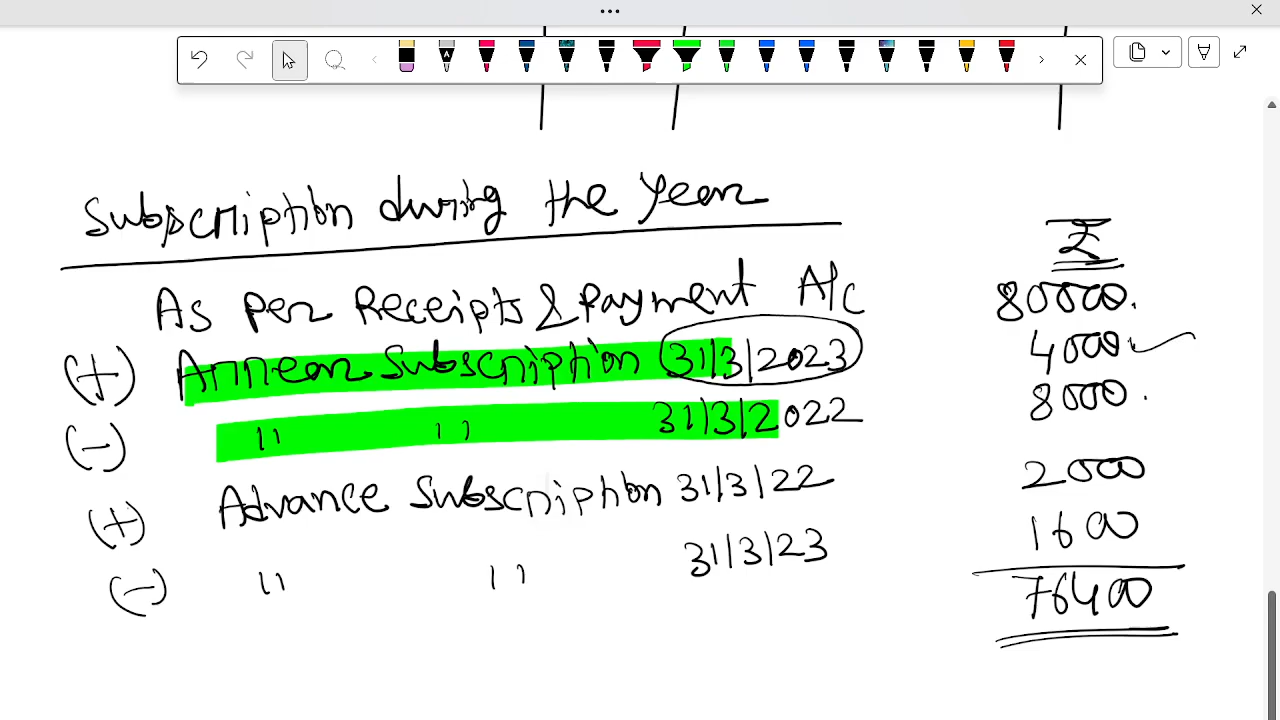 Subscription during the Year
₹
As Per Receipts & Payment A/c 80000.
(+) Arrear Subscription 31/3/2023 4000
(-) " " 31/3/2022 8000.
(+) Advance Subscription 31/3/22 2000
(-) " " 31/3/23 1600
76400